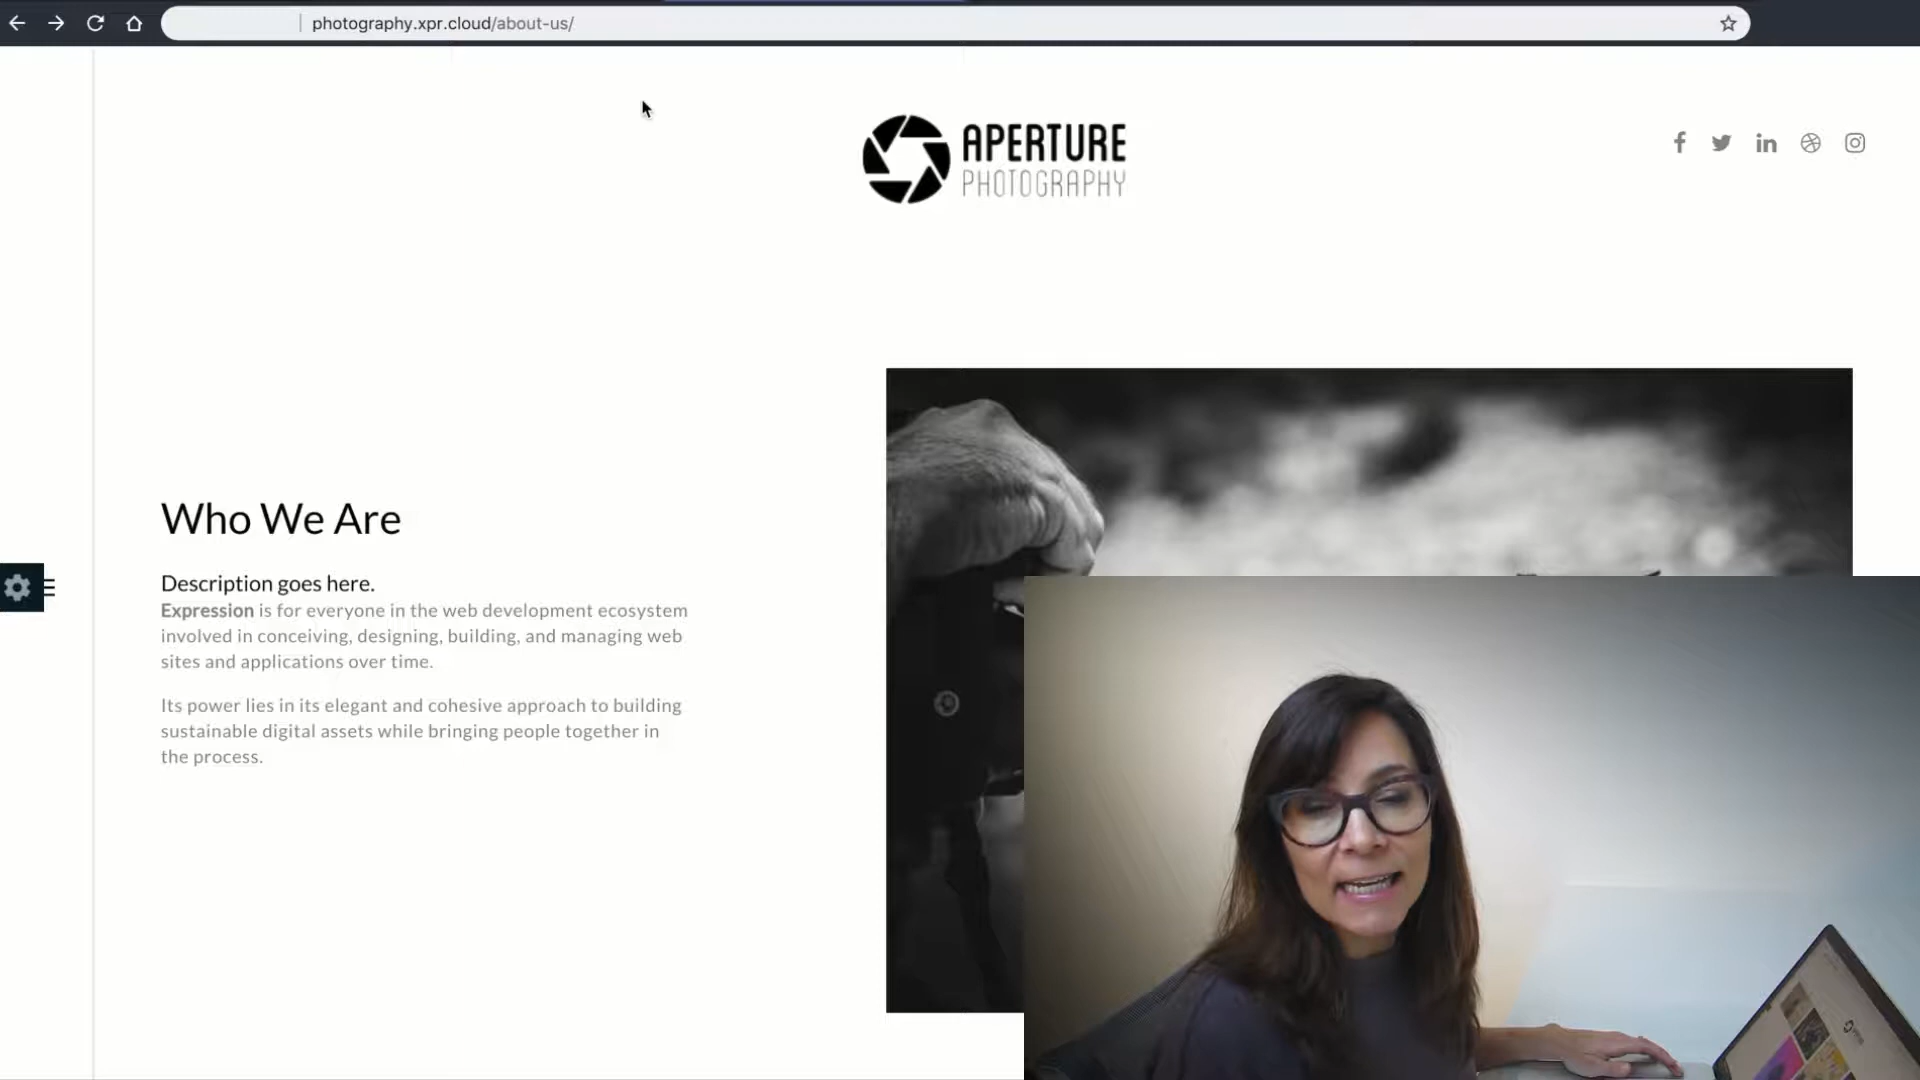 photography.xpr.cloud/about-us/
APERTURE
PHOTOGRAPHY
Who We Are
Description goes here.
Expression is for everyone in the web development ecosystem
involved in conceiving, designing, building, and managing web
sites and applications over time.
Its power lies in its elegant and cohesive approach to building
sustainable digital assets while bringing people together in
the process.